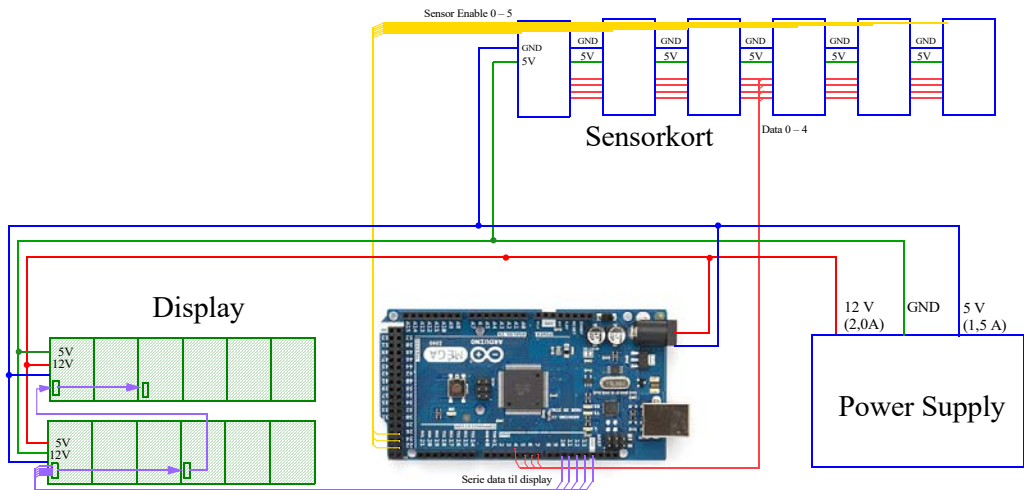 Sensor Enable 0 – 5
GND
5V
GND
5V
GND
5V
GND
5V
GND
5V
GND
5V
Sensorkort
Data 0 – 4
Display
5V
12V
5V
12V
ARDUINO
MEGA
Serie data til display
12 V
(2,0A)
GND
5 V
(1,5 A)
Power Supply